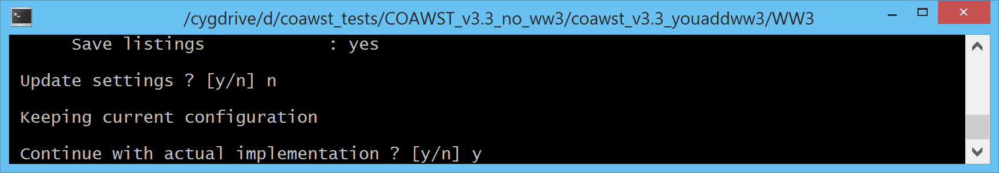 /cygdrive/d/coawst_tests/COAWST_v3.3_no_ww3/coawst_v3.3_youaddww3/WW3
Save listings : yes
Update settings ? [y/n] n
Keeping current configuration
Continue with actual implementation ? [y/n] y